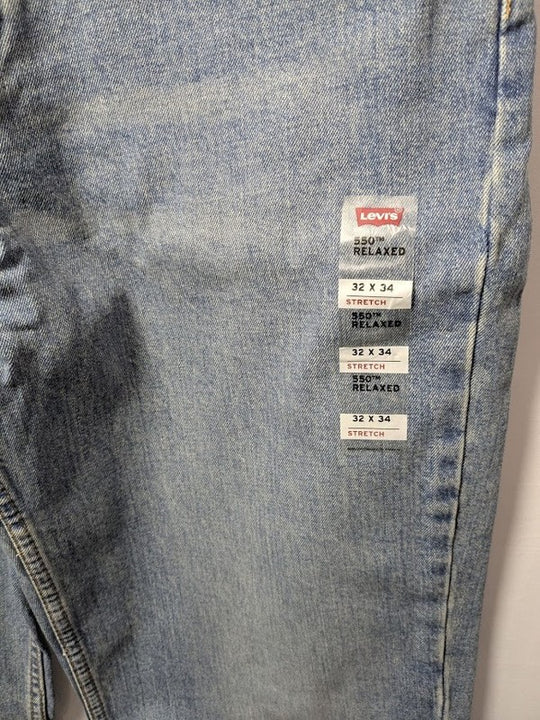 Levi's
550™
RELAXED
32 X 34
STRETCH
550™
RELAXED
32 X 34
STRETCH
550™
RELAXED
32 X 34
STRETCH